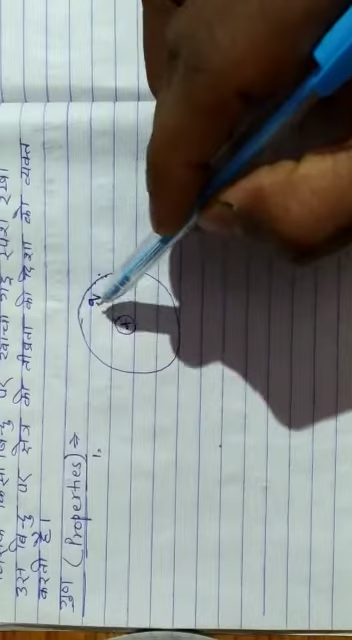 किसी बिन्दु पर खींची गई स्पर्श रेखा
उस बिन्दु पर क्षेत्र की तीव्रता की दिशा को व्यक्त
करती है।
गुण (Properties) ⇒
1.
+